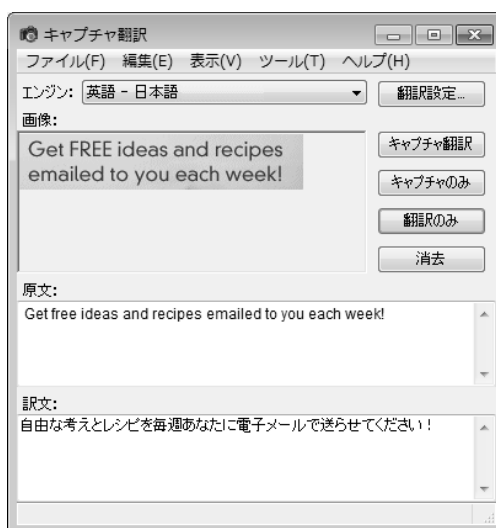 キャプチャ翻訳
ファイル(F) 編集(E) 表示(V) ツール(T) ヘルプ(H)
エンジン: 英語 - 日本語 翻訳設定...
画像:
Get FREE ideas and recipes
emailed to you each week!
キャプチャ翻訳
キャプチャのみ
翻訳のみ
消去
原文:
Get free ideas and recipes emailed to you each week!
訳文:
自由な考えとレシピを毎週あなたに電子メールで送らせてください!